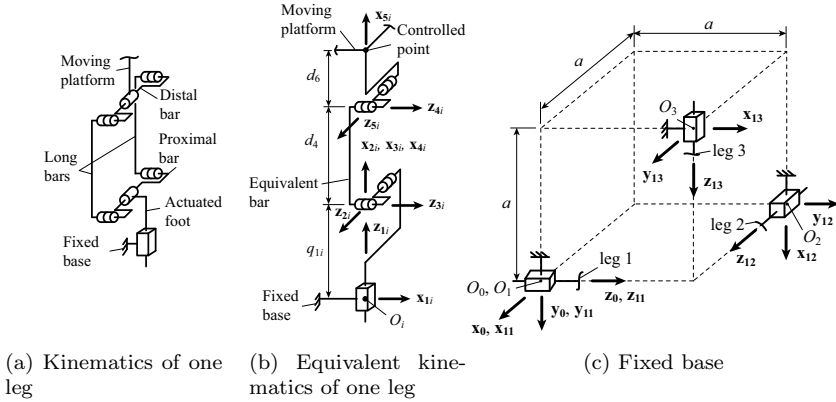 Moving
platform
Distal
bar
Long
bars
Proximal
bar
Actuated
foot
Fixed
base
(a) Kinematics of one
leg
Moving
platform
x5i
Controlled
point
d6
z4i
z5i
d4
x2i, x3i, x4i
Equivalent
bar
z2i
z3i
z1i
q1i
Fixed
base
x1i
Oi
(b) Equivalent kine-
matics of one leg
a
a
O3
x13
leg 3
y13
z13
a
leg 2
y12
O2
z12
x12
leg 1
O0, O1
z0, z11
x0, x11
y0, y11
(c) Fixed base